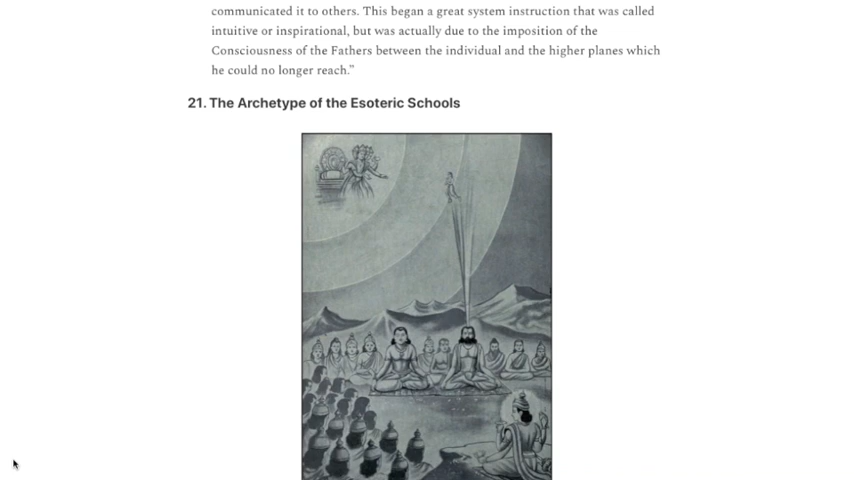 communicated it to others. This began a great system instruction that was called
intuitive or inspirational, but was actually due to the imposition of the
Consciousness of the Fathers between the individual and the higher planes which
he could no longer reach.”
21. The Archetype of the Esoteric Schools